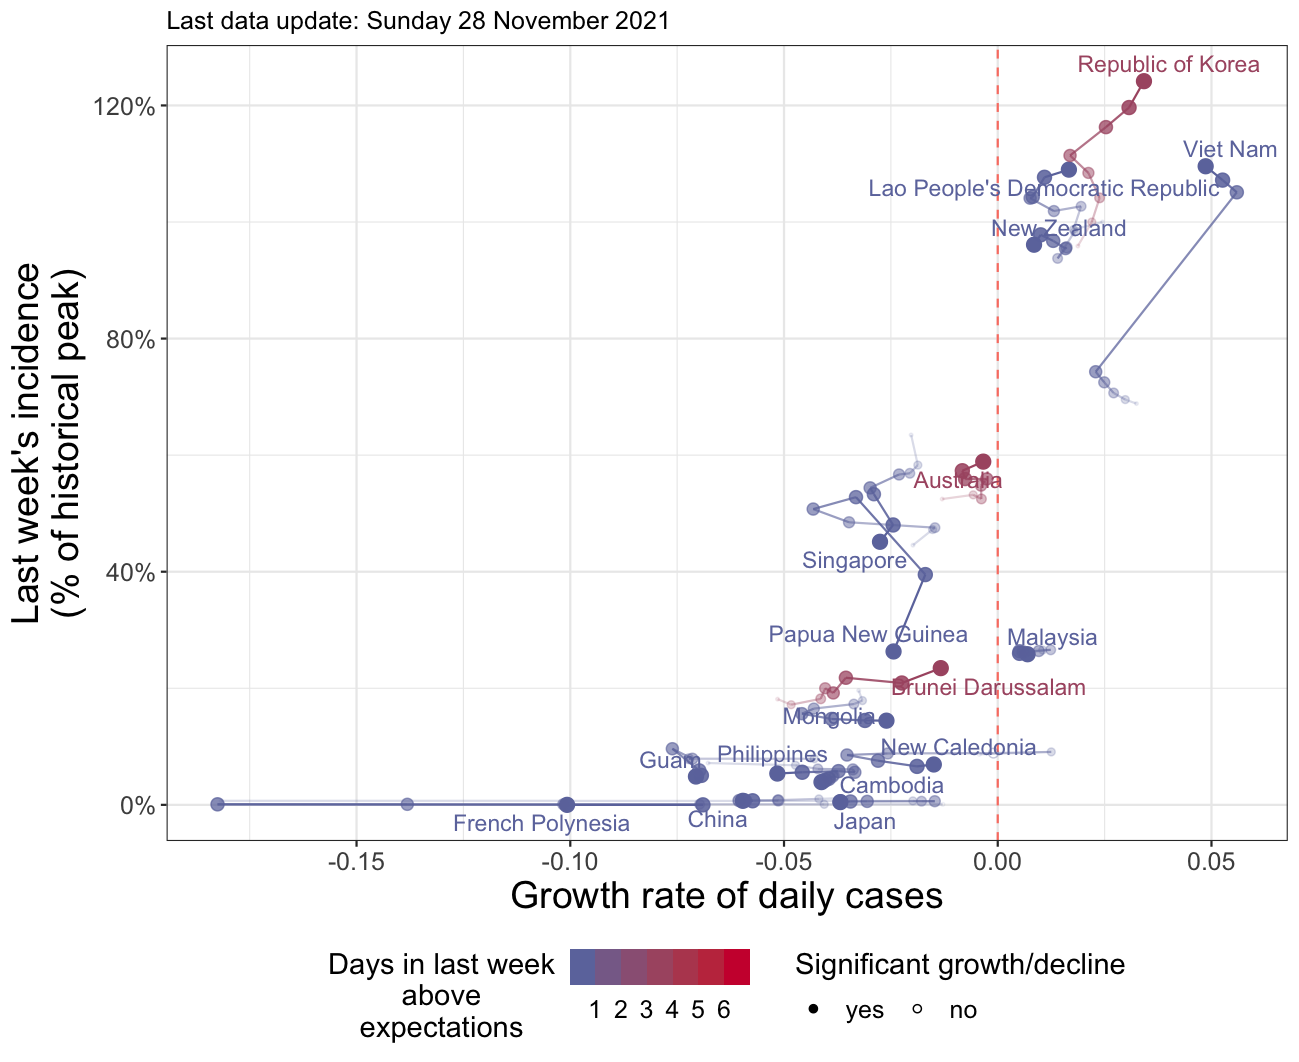 Last data update: Sunday 28 November 2021
Last week's incidence
(% of historical peak)
120%
80%
40%
0%
Republic of Korea
Viet Nam
Lao People's Democratic Republic
New Zealand
Australia
Singapore
Papua New Guinea
Malaysia
Brunei Darussalam
Mongolia
New Caledonia
Guam
Philippines
Cambodia
French Polynesia
China
Japan
-0.15
-0.10
-0.05
0.00
0.05
Growth rate of daily cases
Days in last week
above
expectations
1 2 3 4 5 6
Significant growth/decline
yes
no